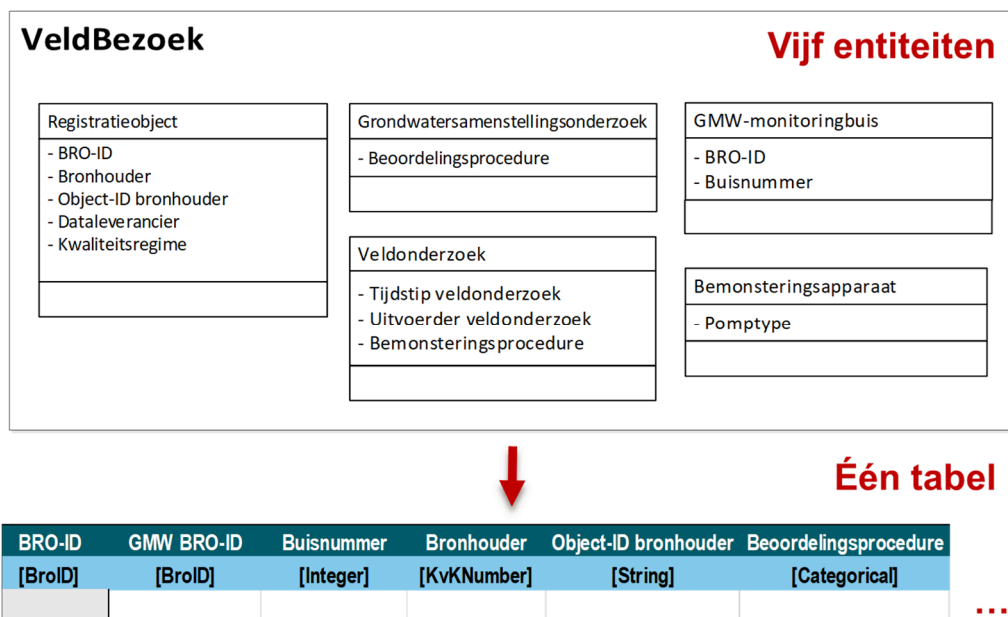 VeldBezoek
Vijf entiteiten
Registratieobject
- BRO-ID
- Bronhouder
- Object-ID bronhouder
- Dataleverancier
- Kwaliteitsregime
Grondwatersamenstellingsonderzoek
- Beoordelingsprocedure
Veldonderzoek
- Tijdstip veldonderzoek
- Uitvoerder veldonderzoek
- Bemonsteringsprocedure
GMW-monitoringbuis
- BRO-ID
- Buisnummer
Bemonsteringsapparaat
- Pomptype
Één tabel
BRO-ID GMW BRO-ID Buisnummer Bronhouder Object-ID bronhouder Beoordelingsprocedure
[BroID] [BroID] [Integer] [KvKNumber] [String] [Categorical]
...